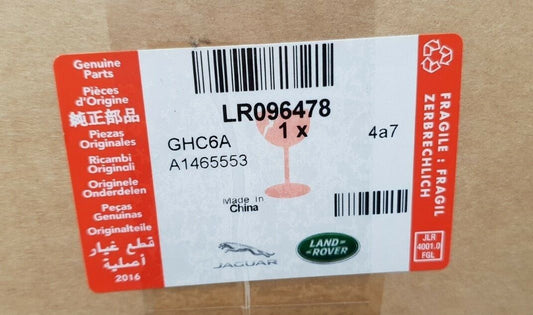 Genuine
Parts
Pièces
d'Origine
純正部品
Piezas
Originales
Ricambi
Originali
Originele
Onderdelen
Peças
Genuinas
Originalteile
قطع غيار
أصلية
2016
LR096478
1 x
GHC6A
4a7
A1465553
Made in
China
JAGUAR
LAND-
-ROVER
FRAGILE : FRAGIL
ZERBRECHLICH
JLR
4001.0
FGL